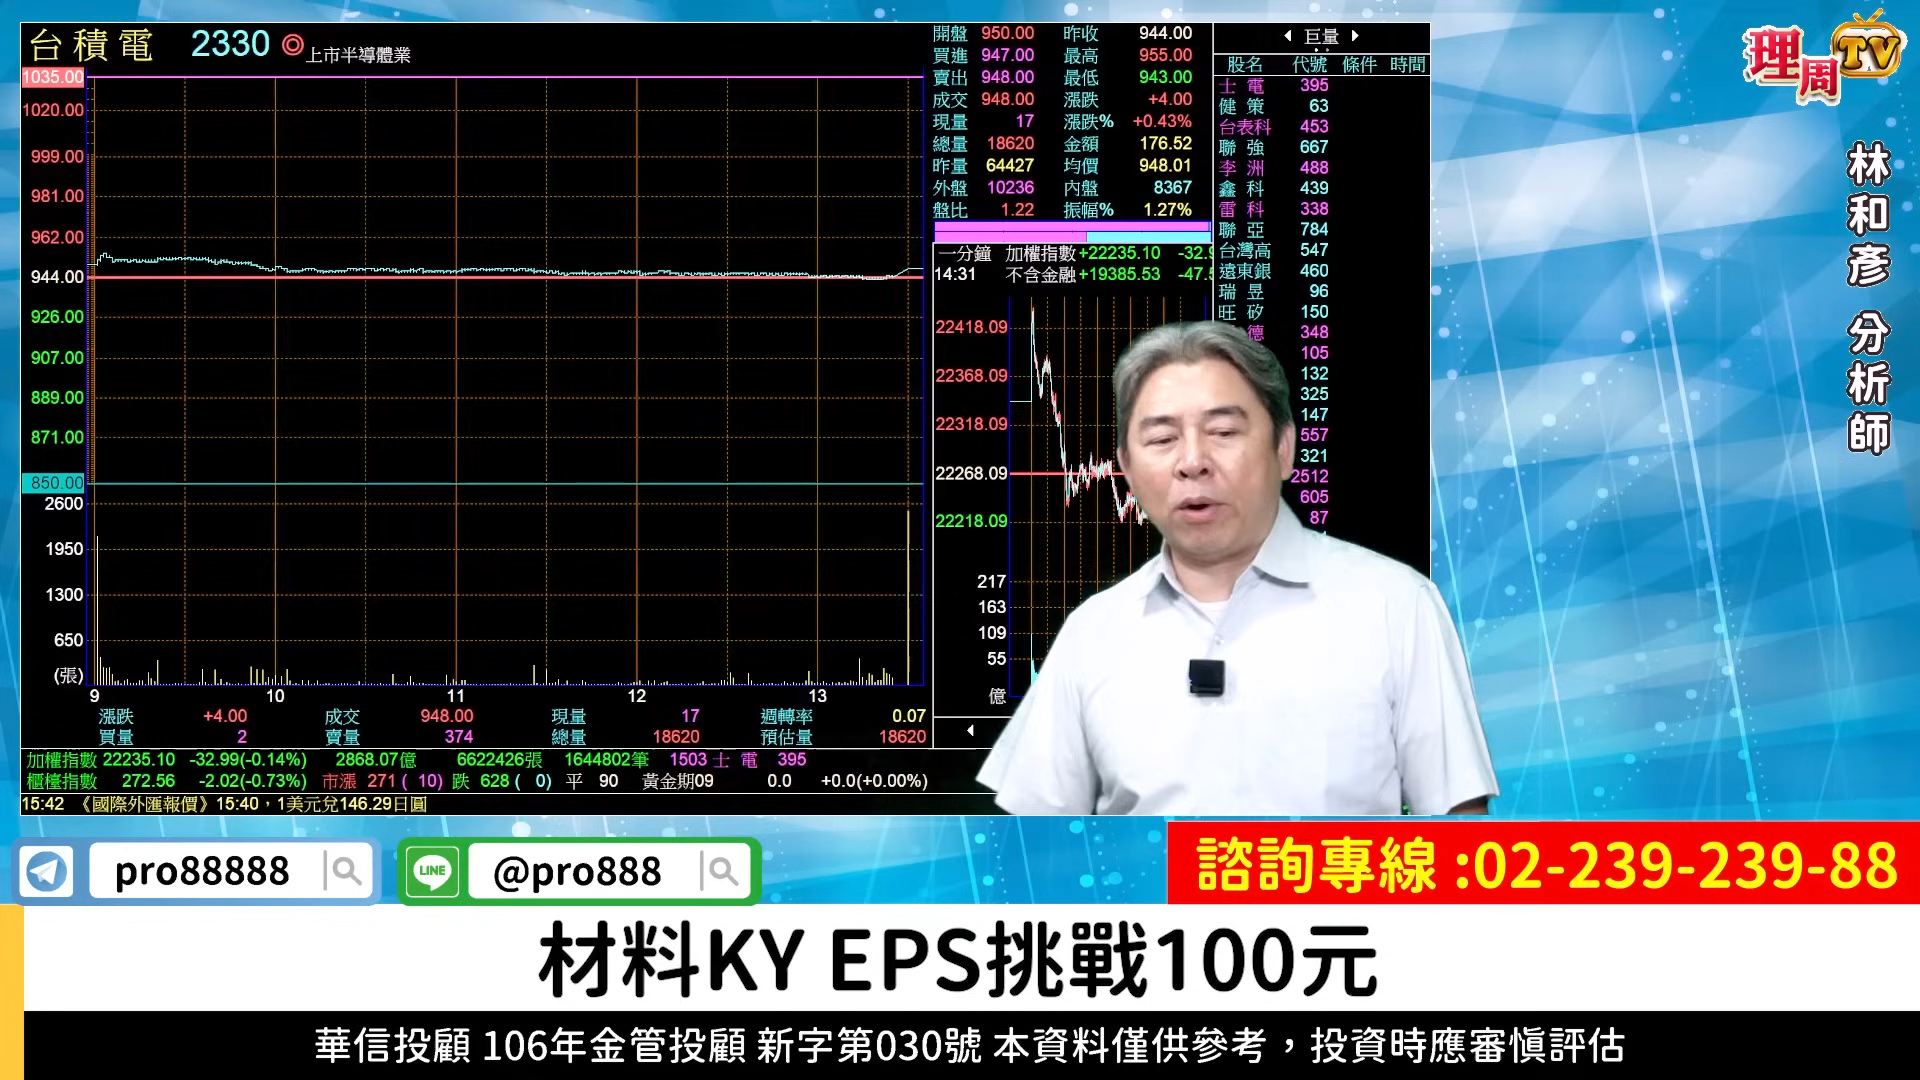 台積電 2330 ◎上市半導體業
1035.00
1020.00
999.00
981.00
962.00
944.00
926.00
907.00
889.00
871.00
850.00
2600
1950
1300
650
(張)
9 10 11 12 13
漲跌 +4.00 成交 948.00 現量 17 週轉率 0.07
買量 2 賣量 374 總量 18620 預估量 18620
開盤 950.00 昨收 944.00
買進 947.00 最高 955.00
賣出 948.00 最低 943.00
成交 948.00 漲跌 +4.00
現量 17 漲跌% +0.43%
總量 18620 金額 176.52
昨量 64427 均價 948.01
外盤 10236 內盤 8367
盤比 1.22 振幅% 1.27%
一分鐘 加權指數 +22235.10 -32.9
14:31 不含金融 +19385.53 -47.5
22418.09
22368.09
22318.09
22268.09
22218.09
217
163
109
55
億
巨量
股名 代號 條件 時間
士電 395
健策 63
台表科 453
聯強 667
李洲 488
鑫科 439
雷科 338
聯亞 784
台灣高 547
遠東銀 460
瑞昱 96
旺矽 150
德 348
105
132
325
147
557
321
2512
605
87
加權指數 22235.10 -32.99(-0.14%) 2868.07億 6622426張 1644802筆 1503 士電 395
櫃檯指數 272.56 -2.02(-0.73%) 市漲 271( 10) 跌 628( 0) 平 90 黃金期09 0.0 +0.0(+0.00%)
15:42 《國際外匯報價》15:40，1美元兌146.29日圓
理周TV
林和彥 分析師
pro88888
LINE @pro888
諮詢專線:02-239-239-88
材料KY EPS挑戰100元
華信投顧 106年金管投顧 新字第030號 本資料僅供參考，投資時應審慎評估